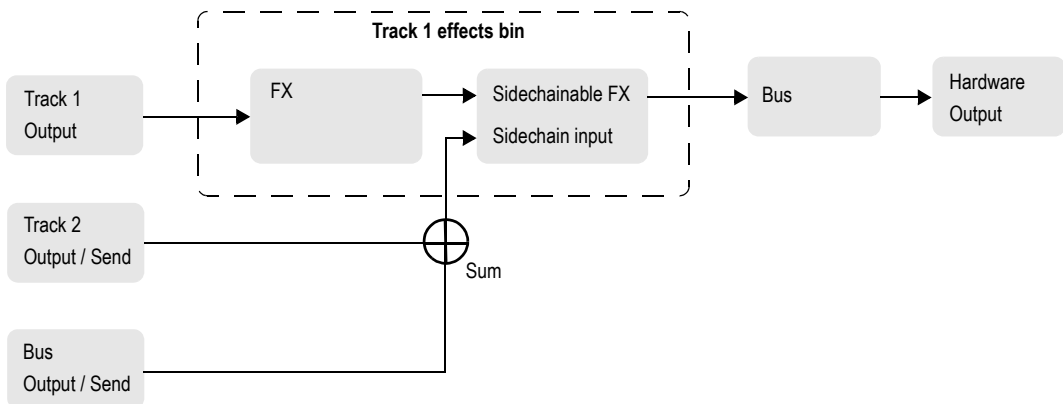 Track 1 effects bin
Track 1
Output
FX
Sidechainable FX
Sidechain input
Bus
Hardware
Output
Track 2
Output / Send
Sum
Bus
Output / Send